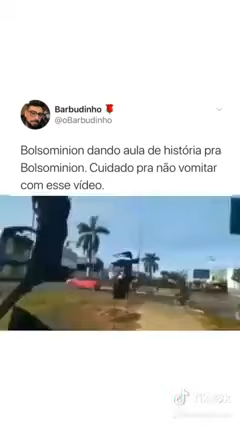 Barbudinho
@oBarbudinho
Bolsominion dando aula de história pra
Bolsominion. Cuidado pra não vomitar
com esse vídeo.